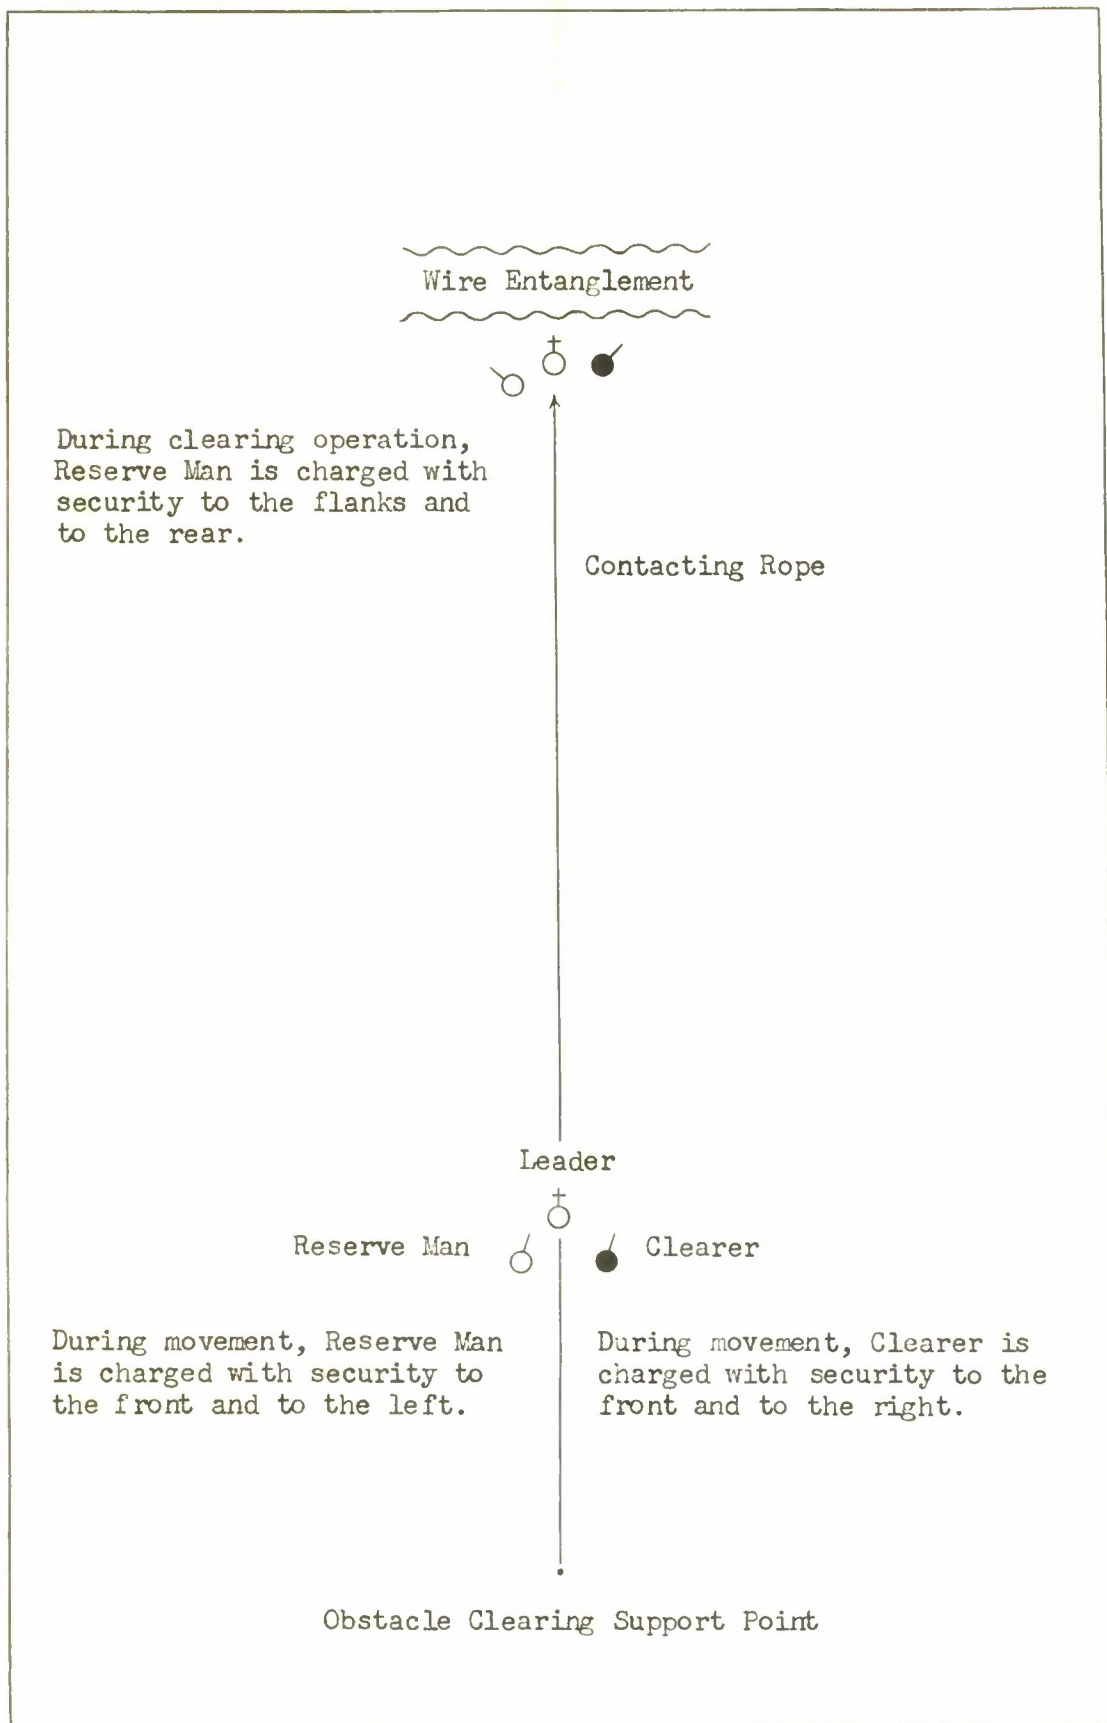 Wire Entanglement
During clearing operation,
Reserve Man is charged with
security to the flanks and
to the rear.
Contacting Rope
Leader
Reserve Man
Clearer
During movement, Reserve Man
is charged with security to
the front and to the left.
During movement, Clearer is
charged with security to the
front and to the right.
Obstacle Clearing Support Point